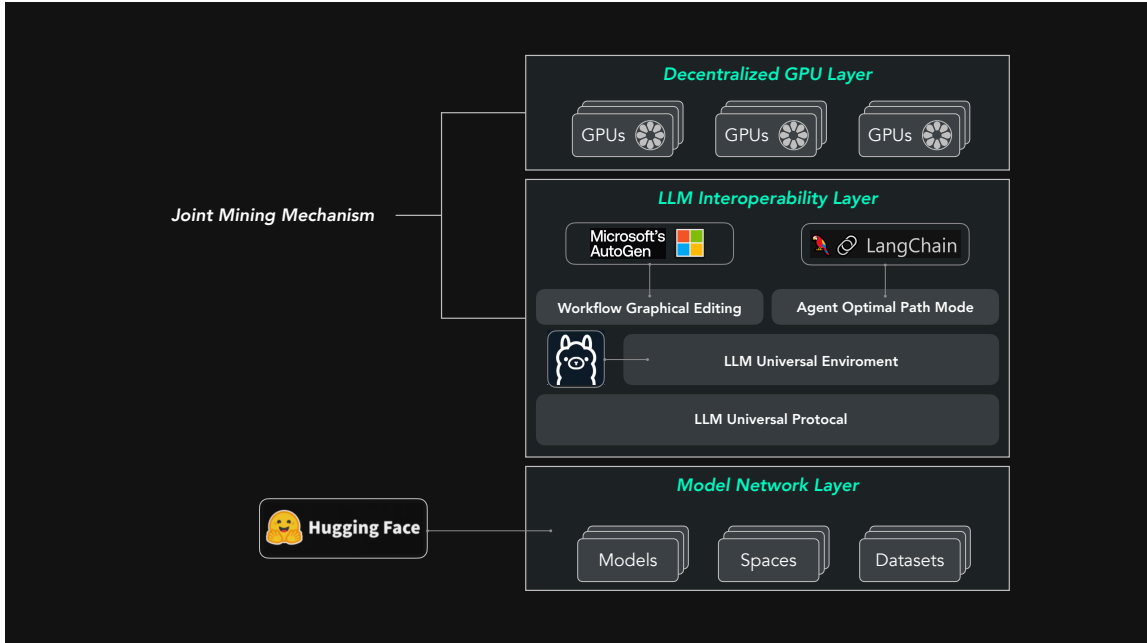 Decentralized GPU Layer
GPUs
GPUs
GPUs
Joint Mining Mechanism
LLM Interoperability Layer
Microsoft's
AutoGen
LangChain
Workflow Graphical Editing
Agent Optimal Path Mode
LLM Universal Enviroment
LLM Universal Protocal
Model Network Layer
Hugging Face
Models
Spaces
Datasets